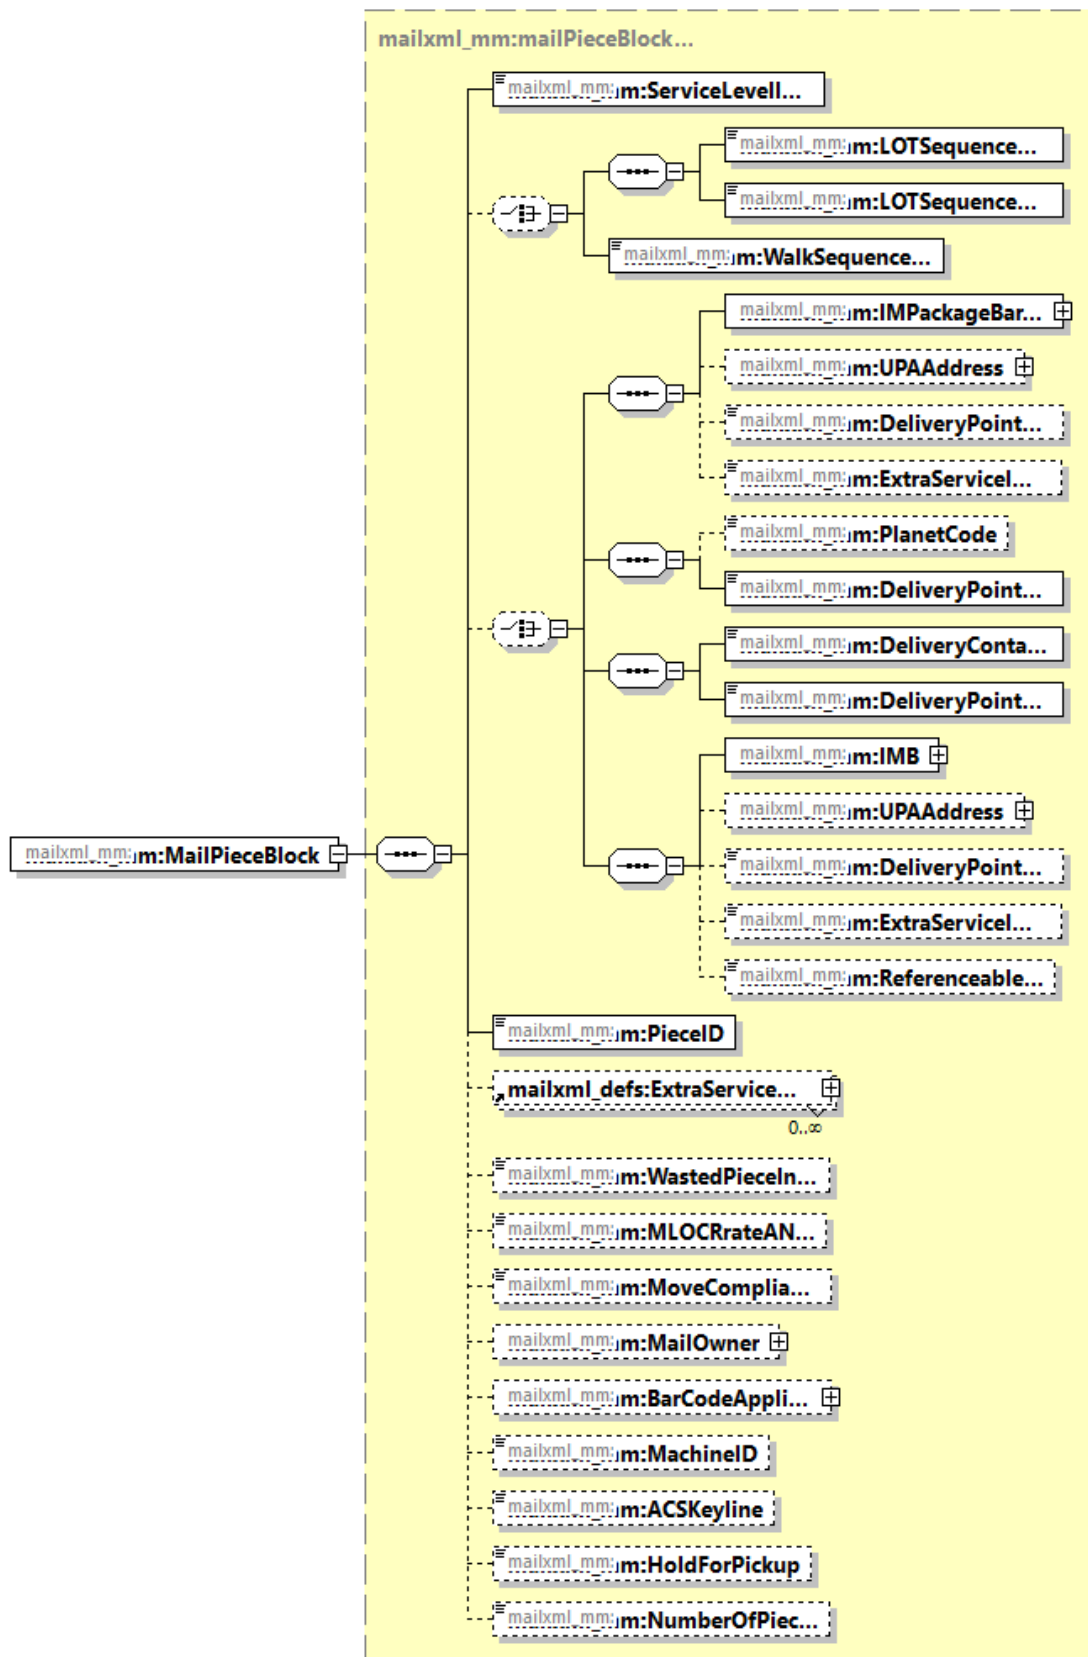 mailxml_mm:mailPieceBlock...
mailxml_mm:ServiceLevelI...
mailxml_mm:LOTSequence...
mailxml_mm:LOTSequence...
mailxml_mm:WalkSequence...
mailxml_mm:IMPackageBar...
mailxml_mm:UPAAddress
mailxml_mm:DeliveryPoint...
mailxml_mm:ExtraServiceI...
mailxml_mm:PlanetCode
mailxml_mm:DeliveryPoint...
mailxml_mm:DeliveryConta...
mailxml_mm:DeliveryPoint...
mailxml_mm:IMB
mailxml_mm:UPAAddress
mailxml_mm:MailPieceBlock
mailxml_mm:DeliveryPoint...
mailxml_mm:ExtraServiceI...
mailxml_mm:Referenceable...
mailxml_mm:PieceID
mailxml_defs:ExtraService...
0..∞
mailxml_mm:WastedPieceIn...
mailxml_mm:MLOCRrateAN...
mailxml_mm:MoveComplia...
mailxml_mm:MailOwner
mailxml_mm:BarCodeAppli...
mailxml_mm:MachineID
mailxml_mm:ACSKeyline
mailxml_mm:HoldForPickup
mailxml_mm:NumberOfPiec...